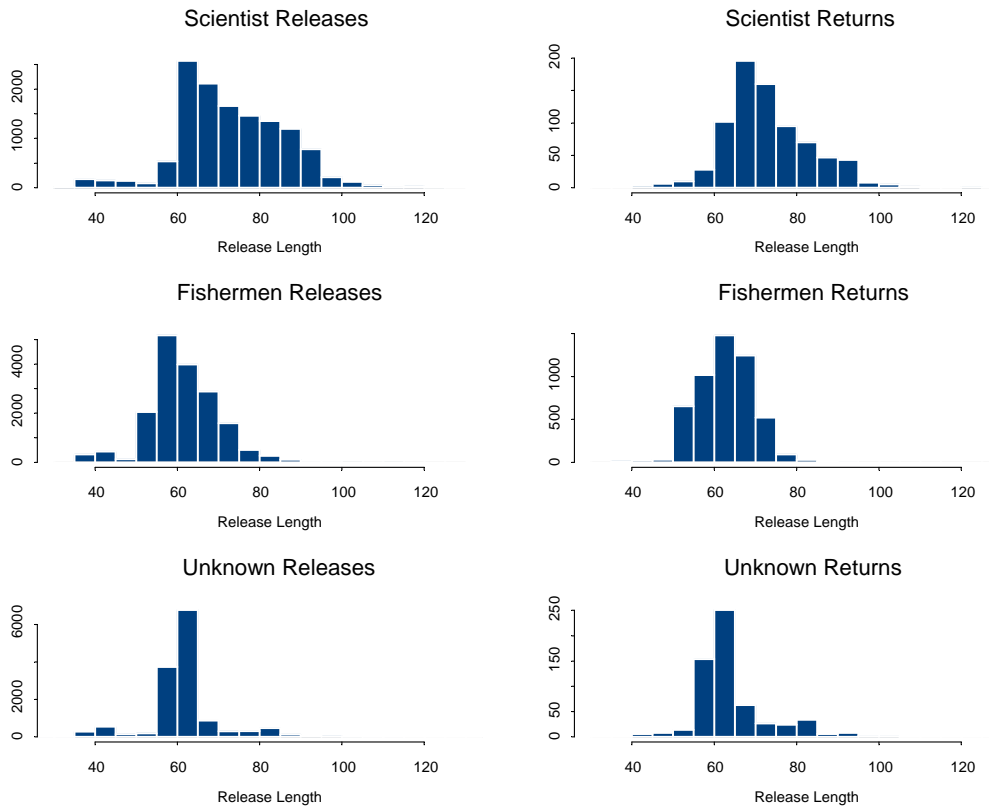 Scientist Releases
0 1000 2000
40 60 80 100 120
Release Length
Scientist Returns
0 50 100 200
40 60 80 100 120
Release Length
Fishermen Releases
0 2000 4000
40 60 80 100 120
Release Length
Fishermen Returns
0 500 1000
40 60 80 100 120
Release Length
Unknown Releases
0 2000 6000
40 60 80 100 120
Release Length
Unknown Returns
0 50 150 250
40 60 80 100 120
Release Length